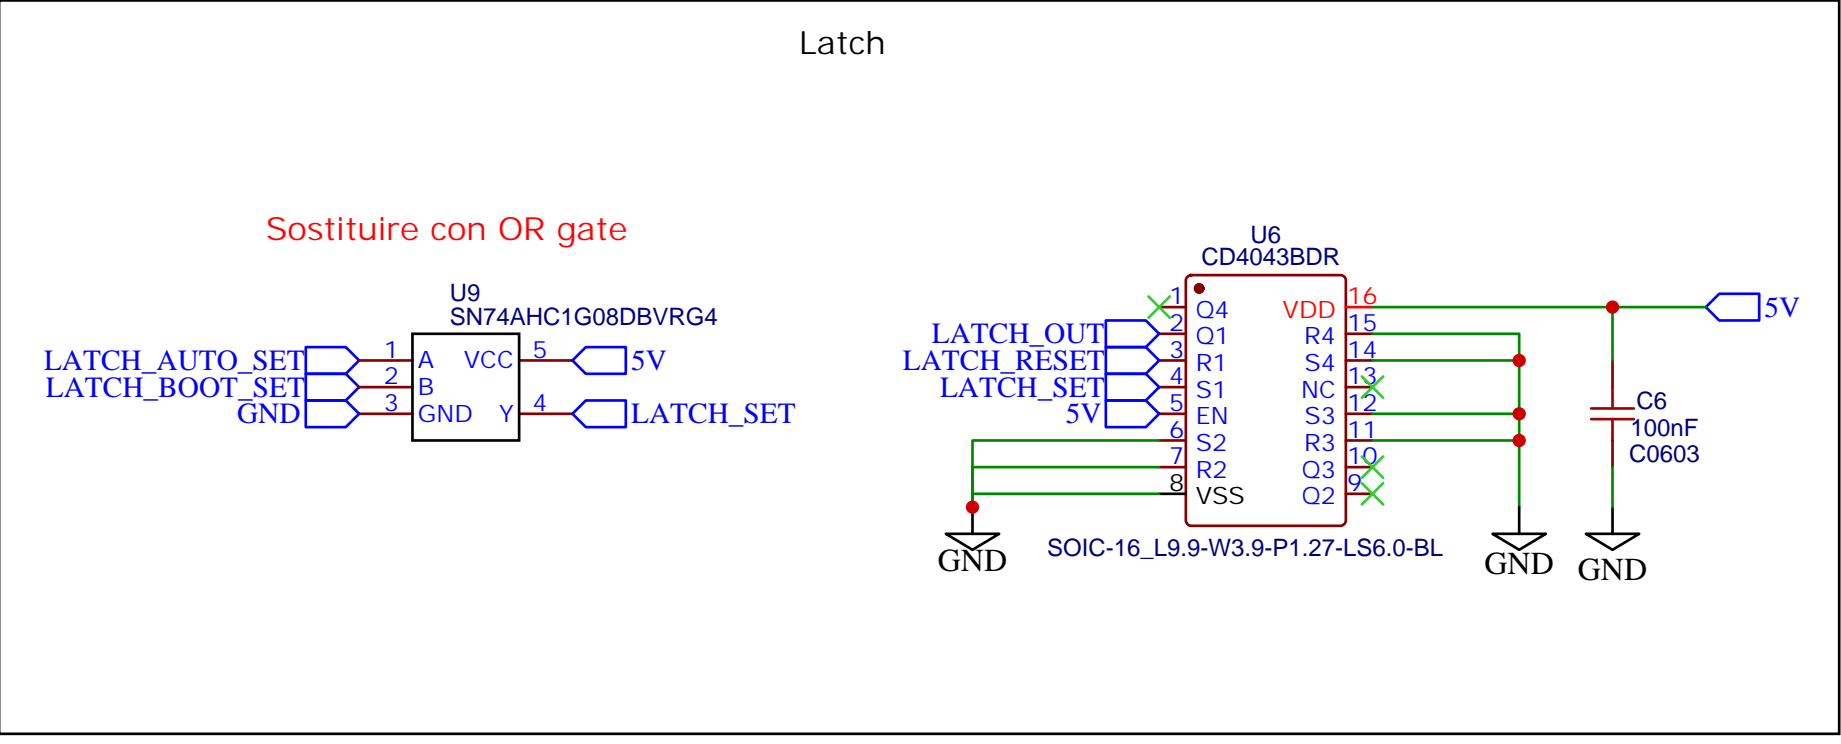 Latch
Sostituire con OR gate
U9
SN74AHC1G08DBVRG4
LATCH_AUTO_SET 1 A VCC 5 5V
LATCH_BOOT_SET 2 B
GND 3 GND Y 4 LATCH_SET
U6
CD4043BDR
1 Q4 VDD 16 5V
LATCH_OUT 2 Q1 R4 15
LATCH_RESET 3 R1 S4 14
LATCH_SET 4 S1 NC 13
5V 5 EN S3 12
6 S2 R3 11
7 R2 Q3 10
8 VSS Q2 9
C6
100nF
C0603
SOIC-16_L9.9-W3.9-P1.27-LS6.0-BL
GND
GND
GND